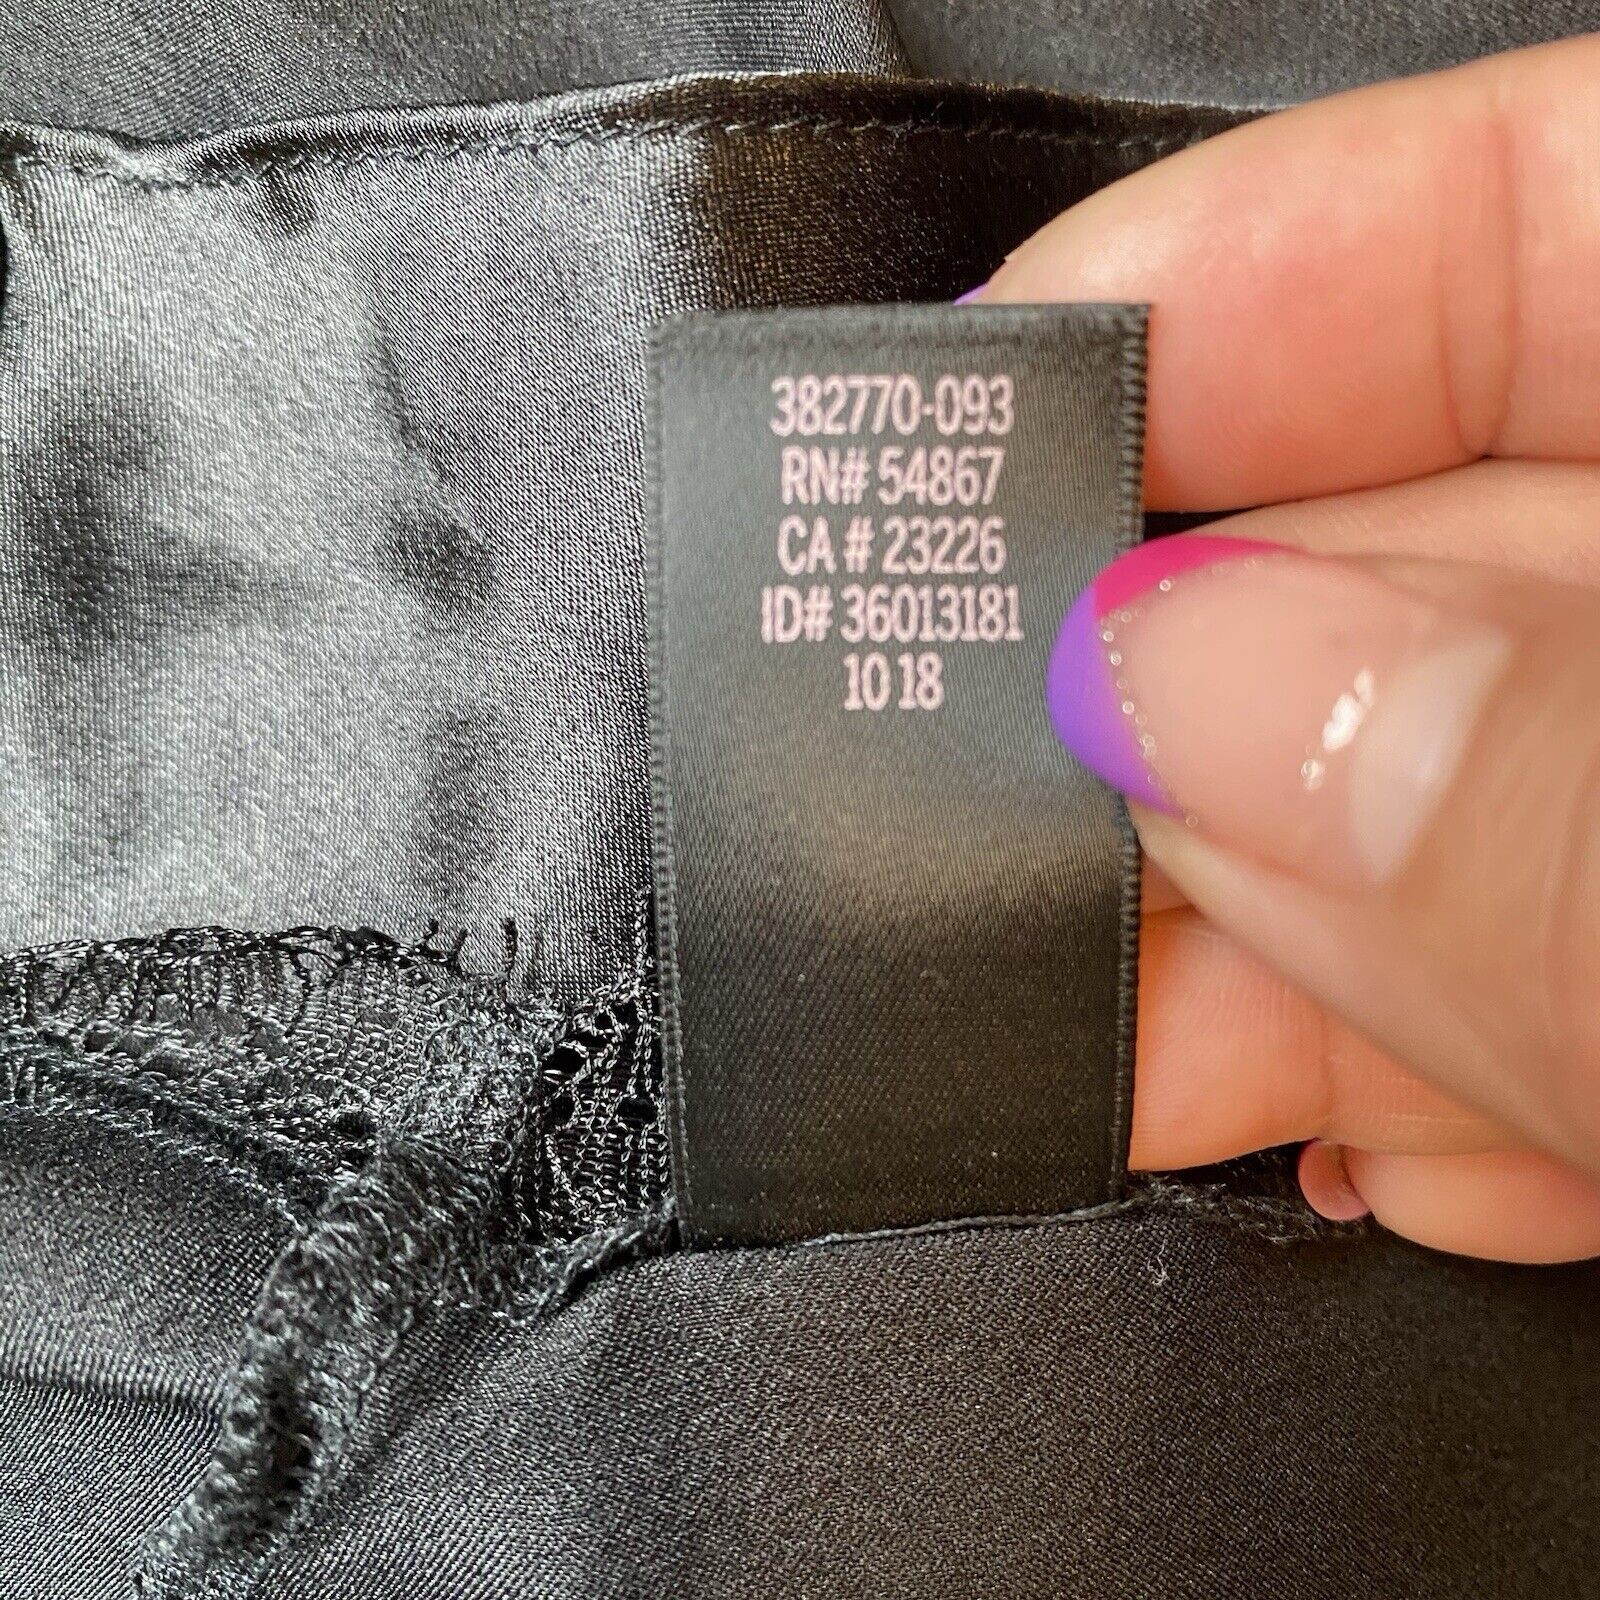 382770-093
RN# 54867
CA # 23226
ID# 36013181
10 18